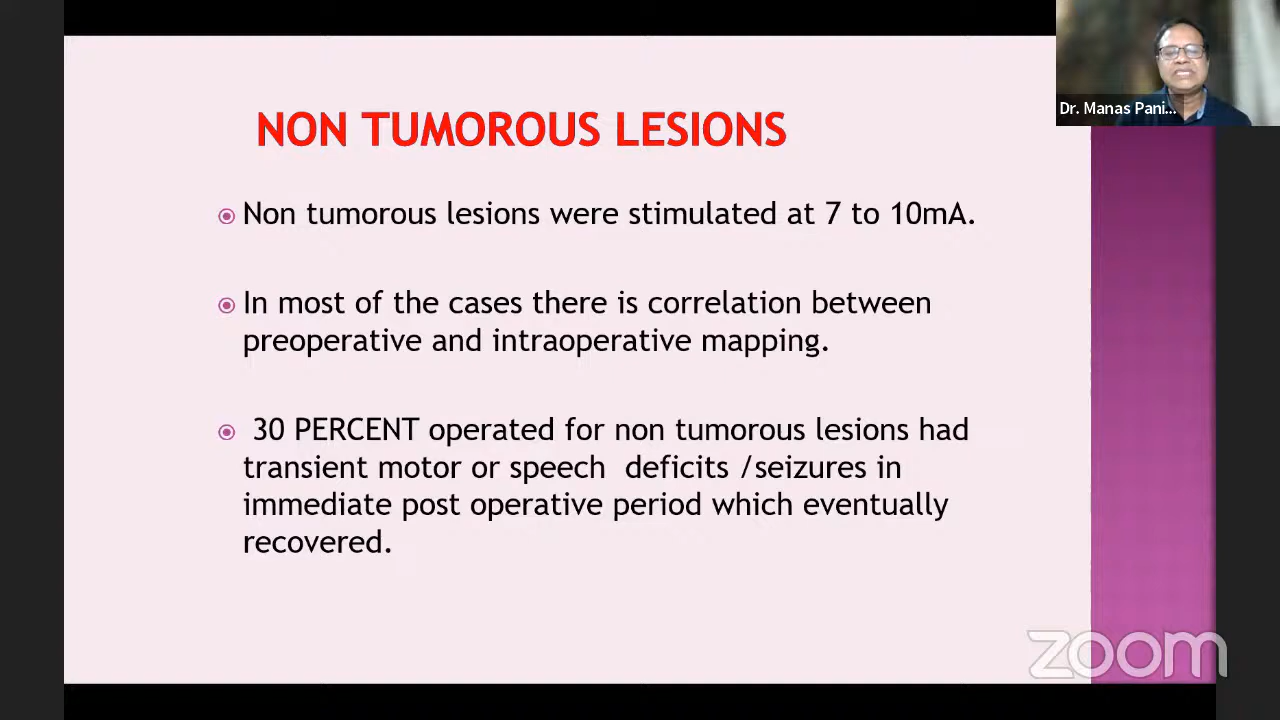 Dr. Manas Pani...
NON TUMOROUS LESIONS
Non tumorous lesions were stimulated at 7 to 10mA.
In most of the cases there is correlation between
preoperative and intraoperative mapping.
30 PERCENT operated for non tumorous lesions had
transient motor or speech deficits /seizures in
immediate post operative period which eventually
recovered.
zoom